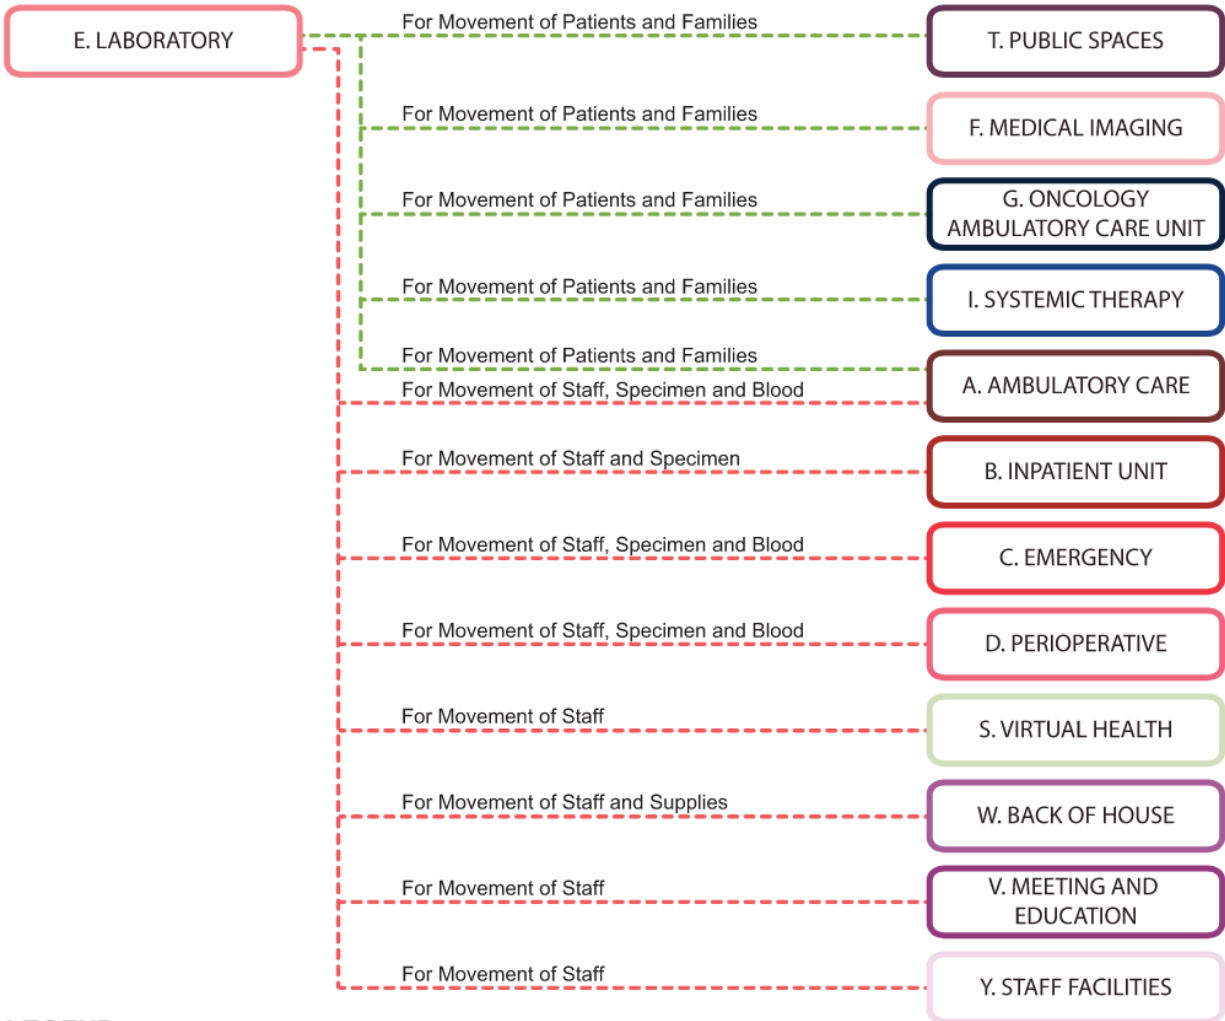 E. LABORATORY
For Movement of Patients and Families
T. PUBLIC SPACES
For Movement of Patients and Families
F. MEDICAL IMAGING
For Movement of Patients and Families
G. ONCOLOGY
AMBULATORY CARE UNIT
For Movement of Patients and Families
I. SYSTEMIC THERAPY
For Movement of Patients and Families
For Movement of Staff, Specimen and Blood
A. AMBULATORY CARE
For Movement of Staff and Specimen
B. INPATIENT UNIT
For Movement of Staff, Specimen and Blood
C. EMERGENCY
For Movement of Staff, Specimen and Blood
D. PERIOPERATIVE
For Movement of Staff
S. VIRTUAL HEALTH
For Movement of Staff and Supplies
W. BACK OF HOUSE
For Movement of Staff
V. MEETING AND
EDUCATION
For Movement of Staff
Y. STAFF FACILITIES